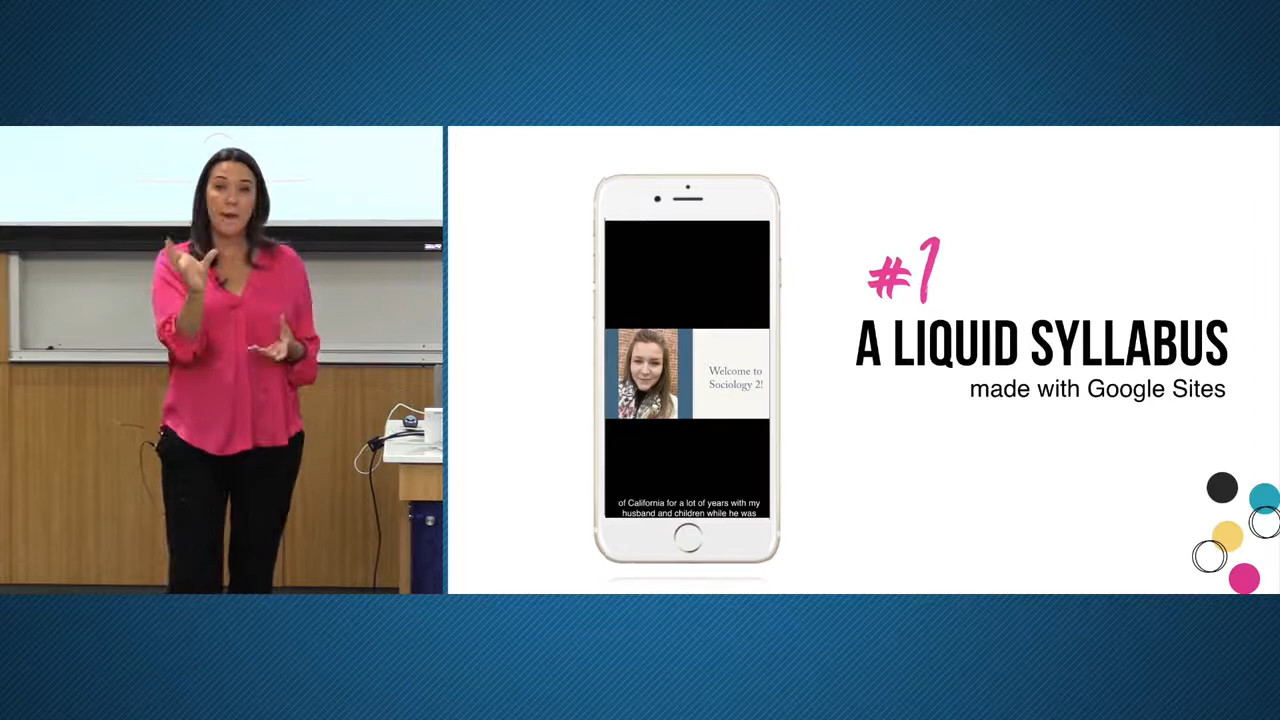 #1
A LIQUID SYLLABUS
made with Google Sites
Welcome to
Sociology 2!
of California for a lot of years with my
husband and children while he was